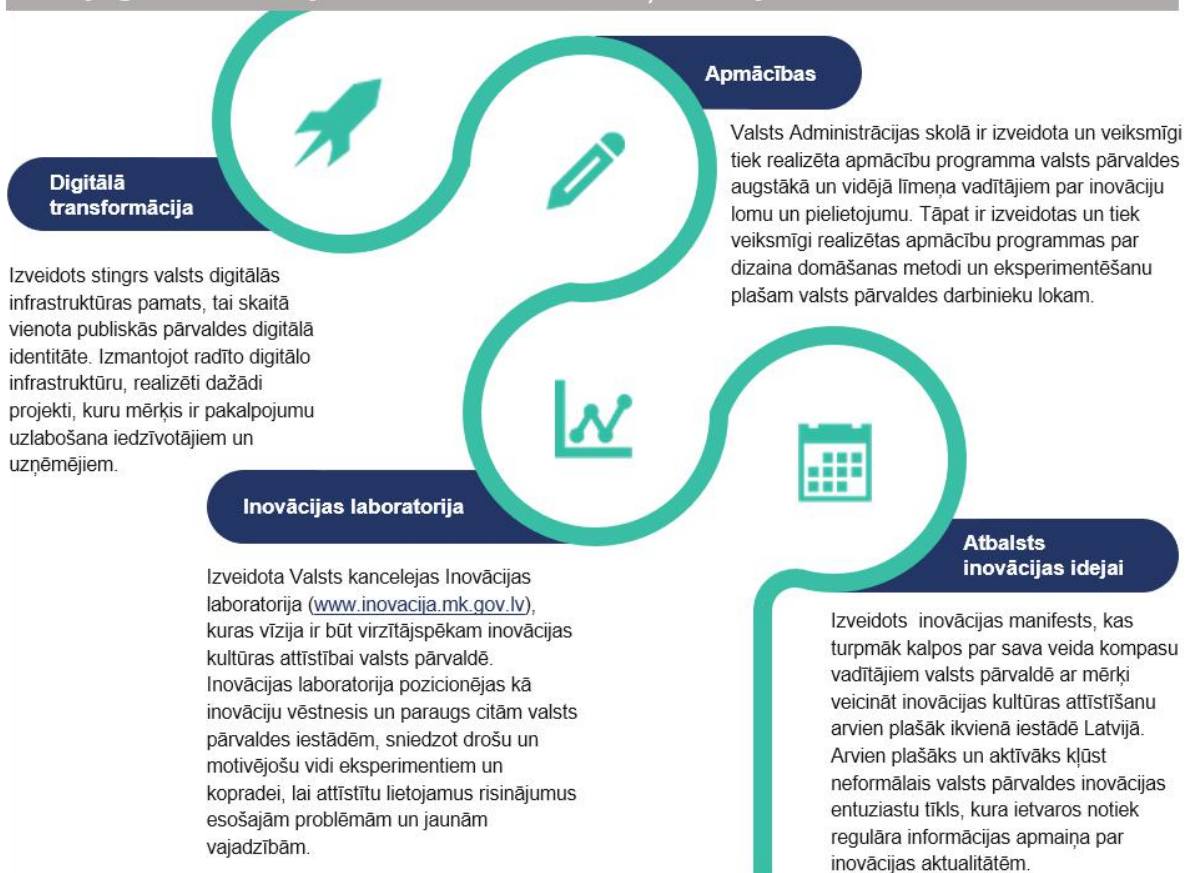 Digitālā
transformācija
Izveidots stingrs valsts digitālās
infrastruktūras pamats, tai skaitā
vienota publiskās pārvaldes digitālā
identitāte. Izmantojot radīto digitālo
infrastruktūru, realizēti dažādi
projekti, kuru mērķis ir pakalpojumu
uzlabošana iedzīvotājiem un
uzņēmējiem.
Apmācības
Valsts Administrācijas skolā ir izveidota un veiksmīgi
tiek realizēta apmācību programma valsts pārvaldes
augstākā un vidējā līmeņa vadītājiem par inovāciju
lomu un pielietojumu. Tāpat ir izveidotas un tiek
veiksmīgi realizētas apmācību programmas par
dizaina domāšanas metodi un eksperimentēšanu
plašam valsts pārvaldes darbinieku lokam.
Inovācijas laboratorija
Izveidota Valsts kancelejas Inovācijas
laboratorija (www.inovacija.mk.gov.lv),
kuras vīzija ir būt virzītājspēkam inovācijas
kultūras attīstībai valsts pārvaldē.
Inovācijas laboratorija pozicionējas kā
inovāciju vēstnesis un paraugs citām valsts
pārvaldes iestādēm, sniedzot drošu un
motivējošu vidi eksperimentiem un
kopradei, lai attīstītu lietojamus risinājumus
esošajām problēmām un jaunām
vajadzībām.
Atbalsts
inovācijas idejai
Izveidots  inovācijas manifests, kas
turpmāk kalpos par sava veida kompasu
vadītājiem valsts pārvaldē ar mērķi
veicināt inovācijas kultūras attīstīšanu
arvien plašāk ikvienā iestādē Latvijā.
Arvien plašāks un aktīvāks kļūst
neformālais valsts pārvaldes inovācijas
entuziastu tīkls, kura ietvaros notiek
regulāra informācijas apmaiņa par
inovācijas aktualitātēm.